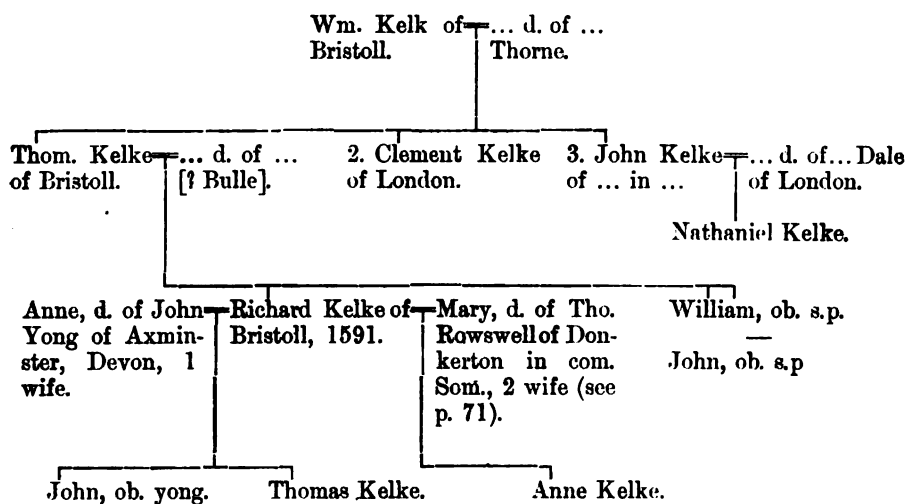 Wm. Kelk of ... d. of ...
Bristoll. Thorne.
Thom. Kelke ... d. of ... 2. Clement Kelke 3. John Kelke ... d. of ... Dale
of Bristoll. [? Bulle]. of London. of ... in ... of London.
Nathaniel Kelke.
Anne, d. of John Richard Kelke of Mary, d. of Tho. William, ob. s.p.
Yong of Axmin- Bristoll, 1591. Rowswell of Don-
ster, Devon, 1 kerton in com. John, ob. s.p
wife. Som., 2 wife (see
p. 71).
John, ob. yong. Thomas Kelke. Anne Kelke.